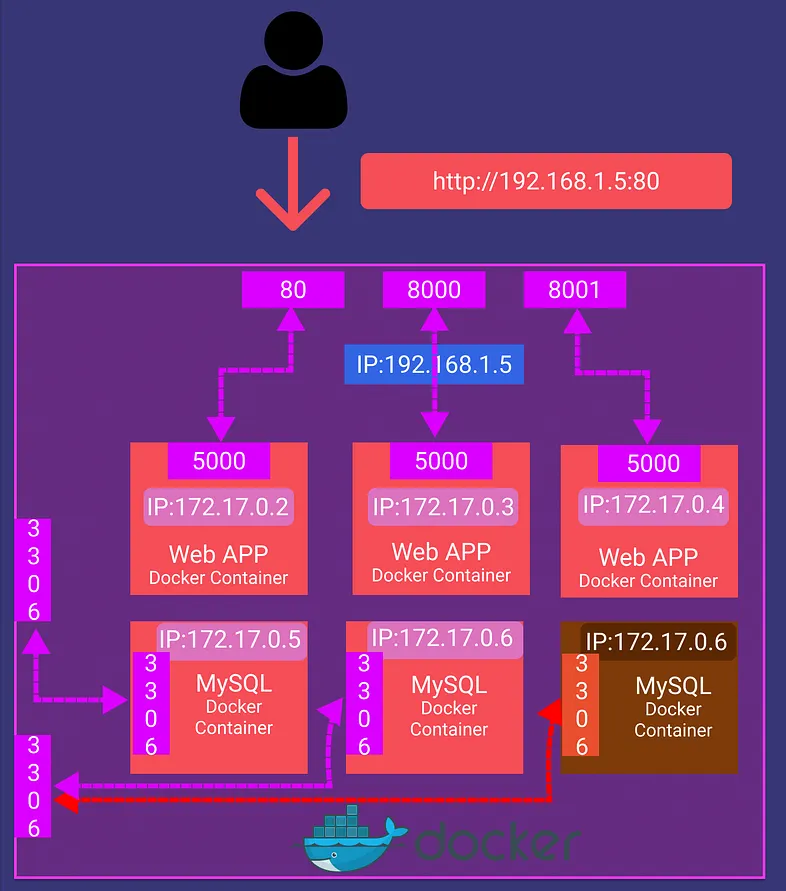 http://192.168.1.5:80
80
8000
8001
IP:192.168.1.5
5000
5000
5000
IP:172.17.0.2
IP:172.17.0.3
IP:172.17.0.4
Web APP
Docker Container
Web APP
Docker Container
Web APP
Docker Container
3306
IP:172.17.0.5
3306
MySQL
Docker
Container
IP:172.17.0.6
3306
MySQL
Docker
Container
IP:172.17.0.6
3306
MySQL
Docker
Container
3306
docker